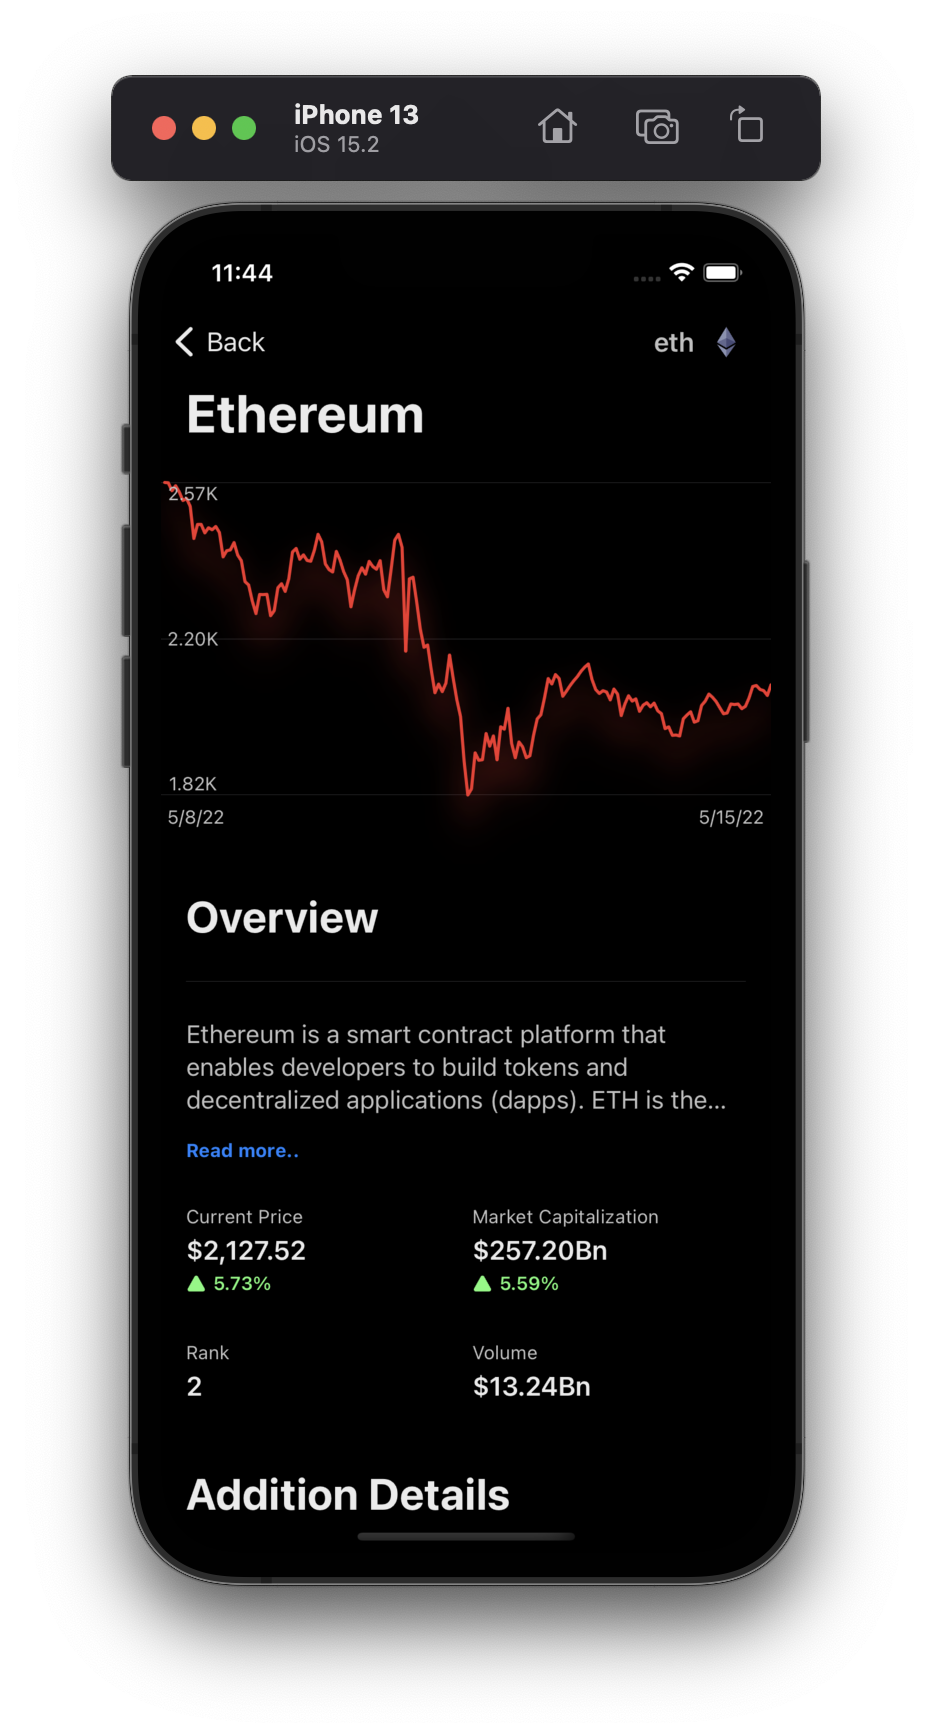 iPhone 13
iOS 15.2
11:44
Back
eth
Ethereum
2.57K
2.20K
1.82K
5/8/22
5/15/22
Overview
Ethereum is a smart contract platform that
enables developers to build tokens and
decentralized applications (dapps). ETH is the...
Read more..
Current Price
Market Capitalization
$2,127.52
$257.20Bn
5.73%
5.59%
Rank
Volume
2
$13.24Bn
Addition Details